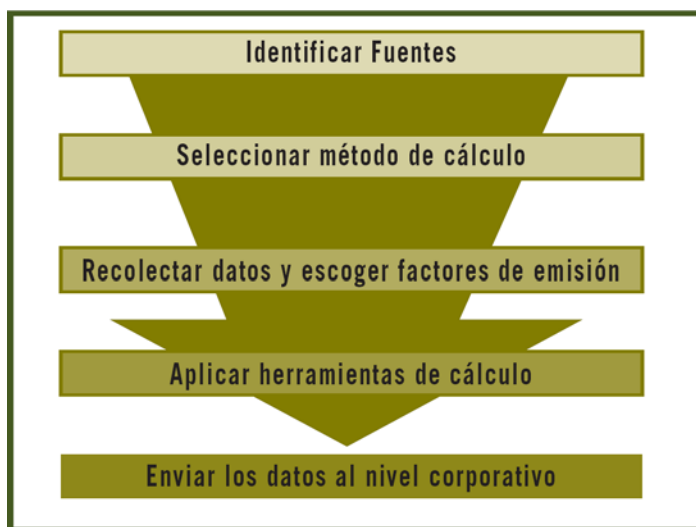 Identificar Fuentes
Seleccionar método de cálculo
Recolectar datos y escoger factores de emisión
Aplicar herramientas de cálculo
Enviar los datos al nivel corporativo